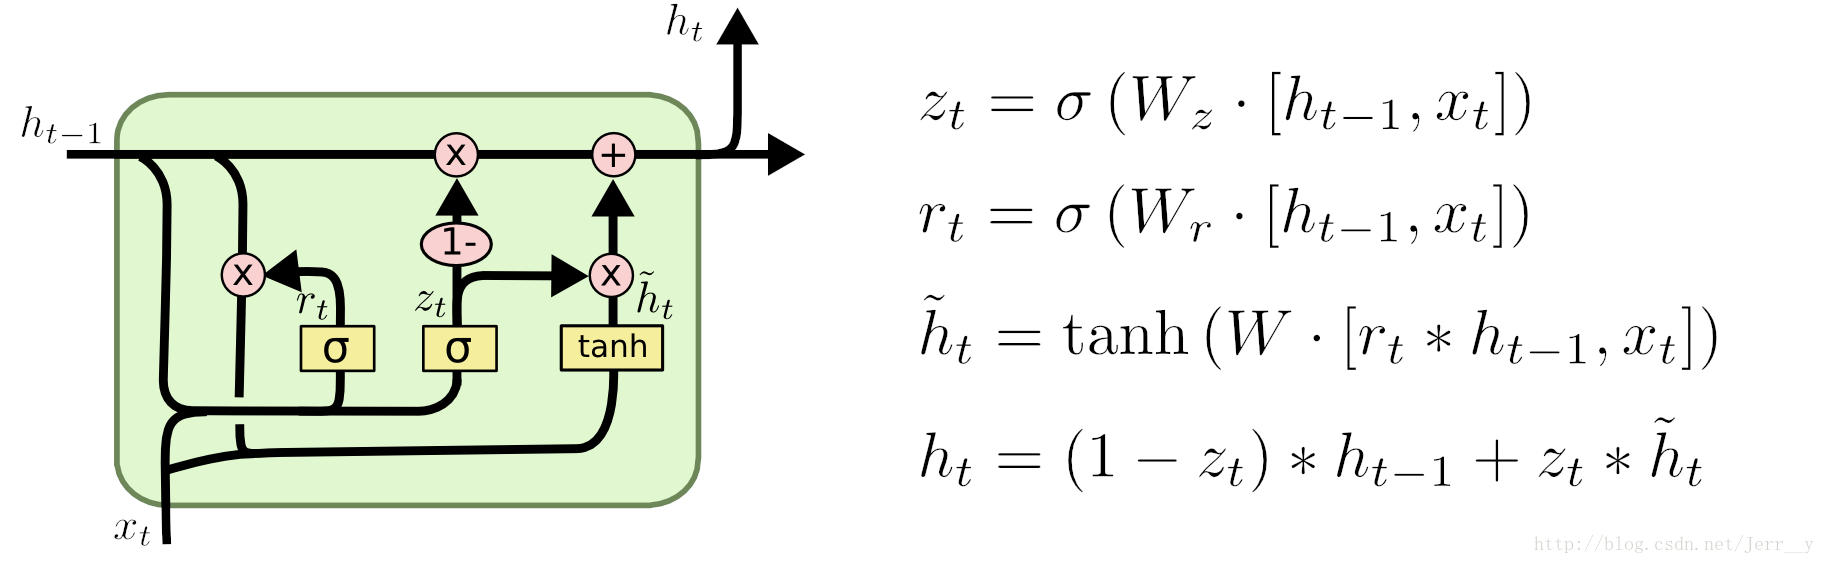 h_t
h_{t-1}
x
+
1-
x
r_t
z_t
x
h̃_t
σ
σ
tanh
x_t
z_t = σ (W_z · [h_{t-1}, x_t])
r_t = σ (W_r · [h_{t-1}, x_t])
h̃_t = tanh (W · [r_t * h_{t-1}, x_t])
h_t = (1 − z_t) * h_{t-1} + z_t * h̃_t
http://blog.csdn.net/Jerr__y